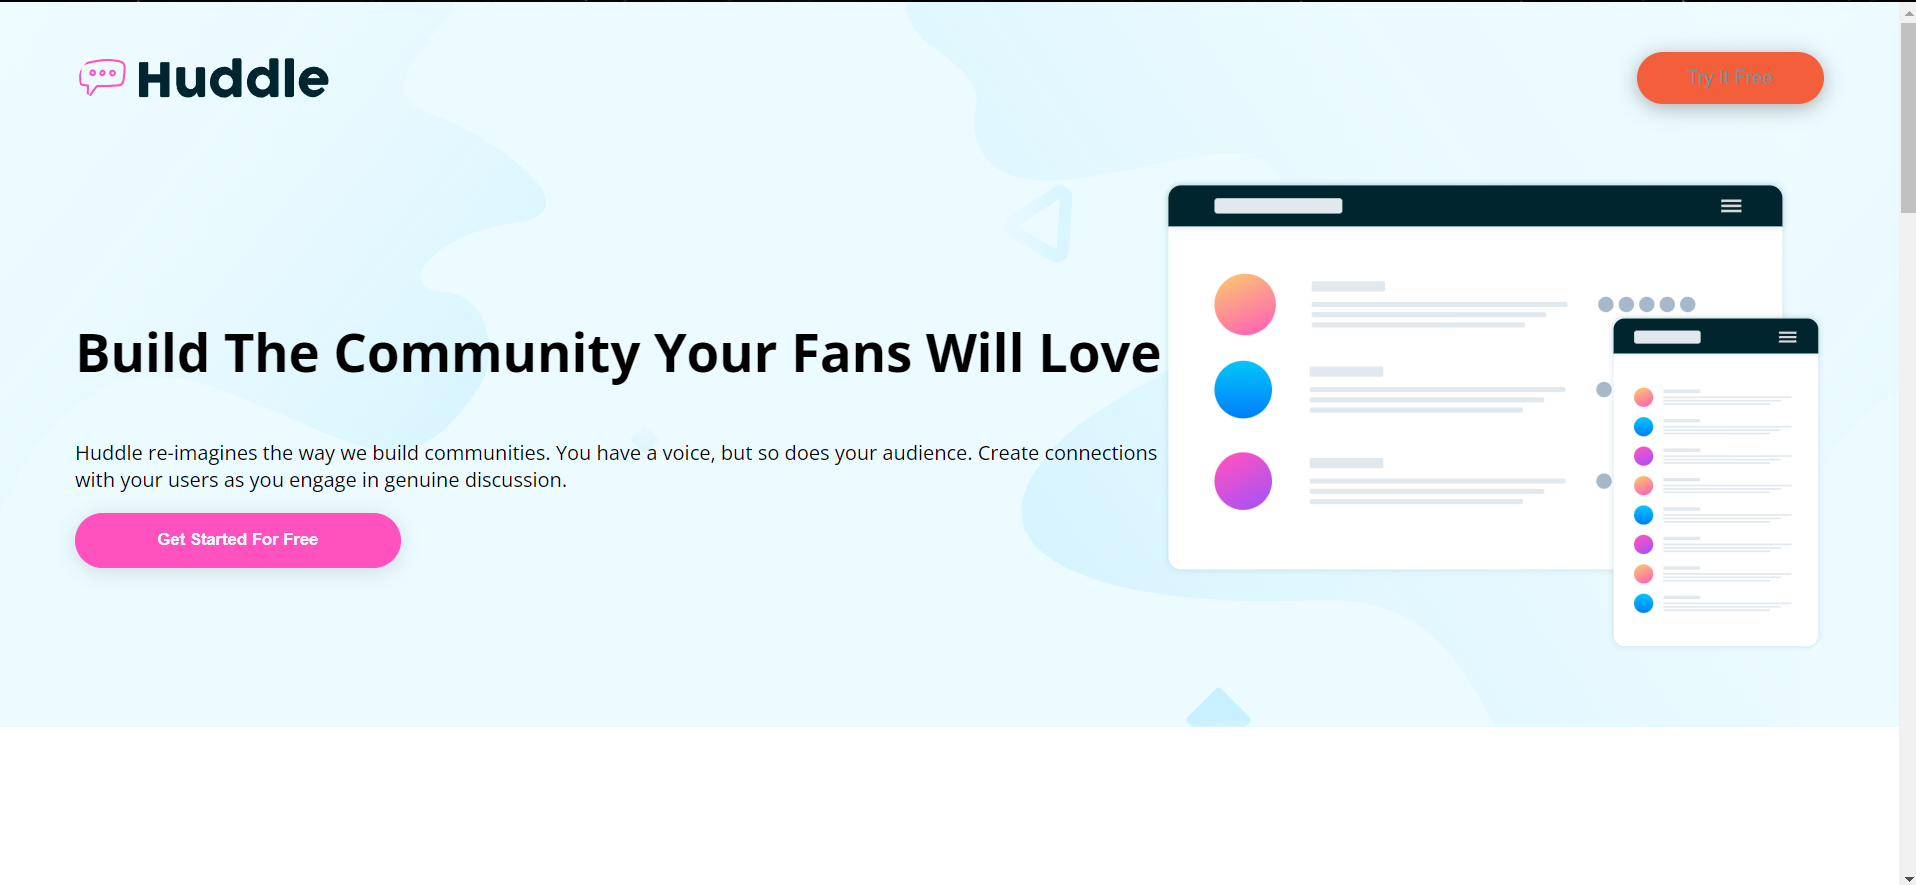 Huddle
Try It Free
Build The Community Your Fans Will Love
Huddle re-imagines the way we build communities. You have a voice, but so does your audience. Create connections
with your users as you engage in genuine discussion.
Get Started For Free